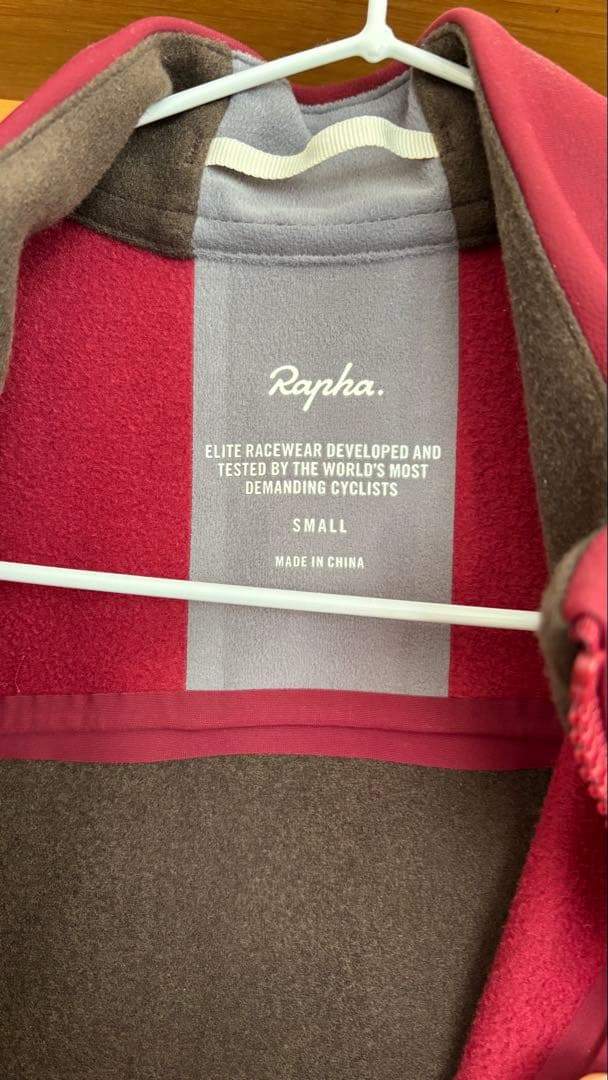 Rapha.
ELITE RACEWEAR DEVELOPED AND
TESTED BY THE WORLD'S MOST
DEMANDING CYCLISTS
SMALL
MADE IN CHINA